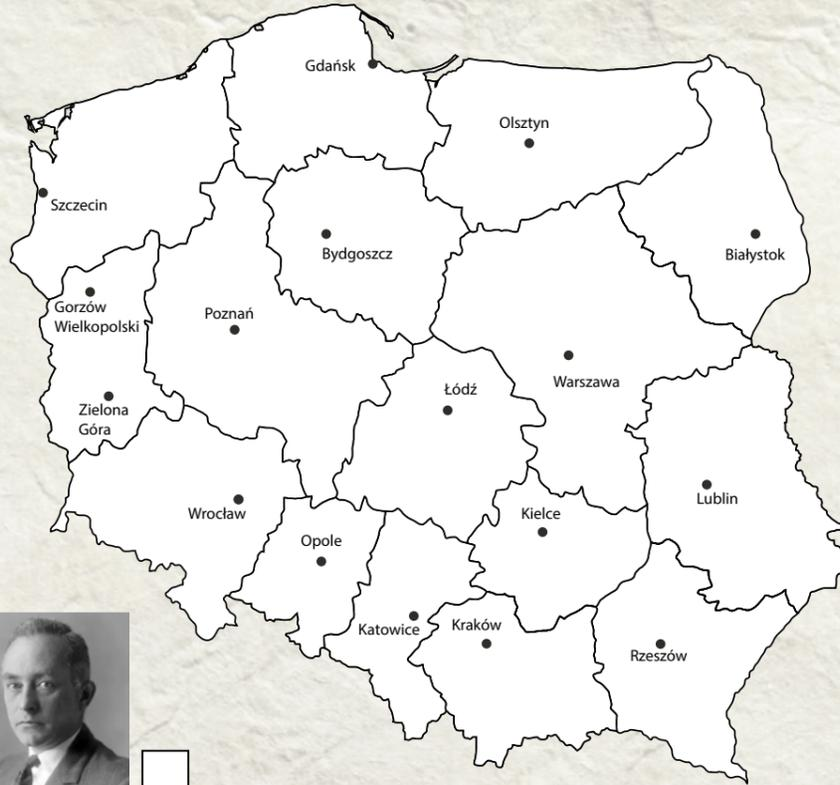 Gdańsk
Olsztyn
Szczecin
Bydgoszcz
Białystok
Gorzów
Wielkopolski
Poznań
Warszawa
Łódź
Zielona
Góra
Wrocław
Lublin
Kielce
Opole
Katowice
Kraków
Rzeszów